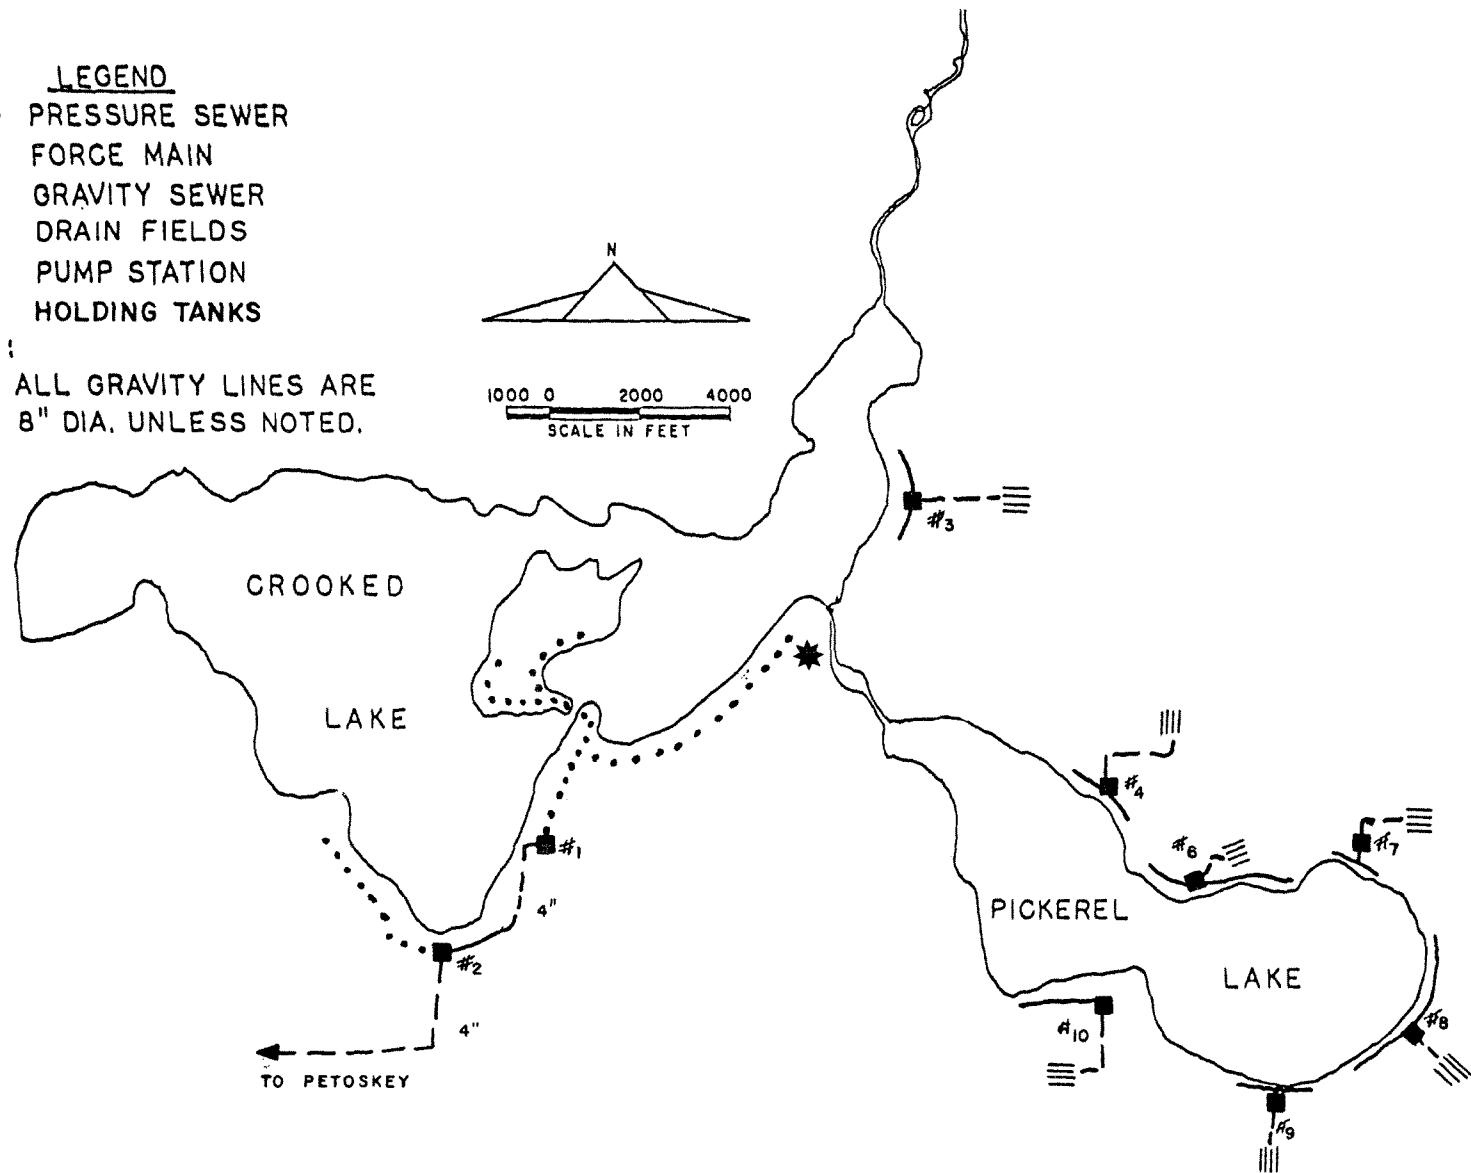 LEGEND
PRESSURE SEWER
FORCE MAIN
GRAVITY SEWER
DRAIN FIELDS
PUMP STATION
HOLDING TANKS
:
ALL GRAVITY LINES ARE
8" DIA. UNLESS NOTED.
N
1000 0 2000 4000
SCALE IN FEET
#3
CROOKED
LAKE
#4
#1
#7
#6
4"
PICKEREL
#2
LAKE
4"
#8
#10
TO PETOSKEY
#9